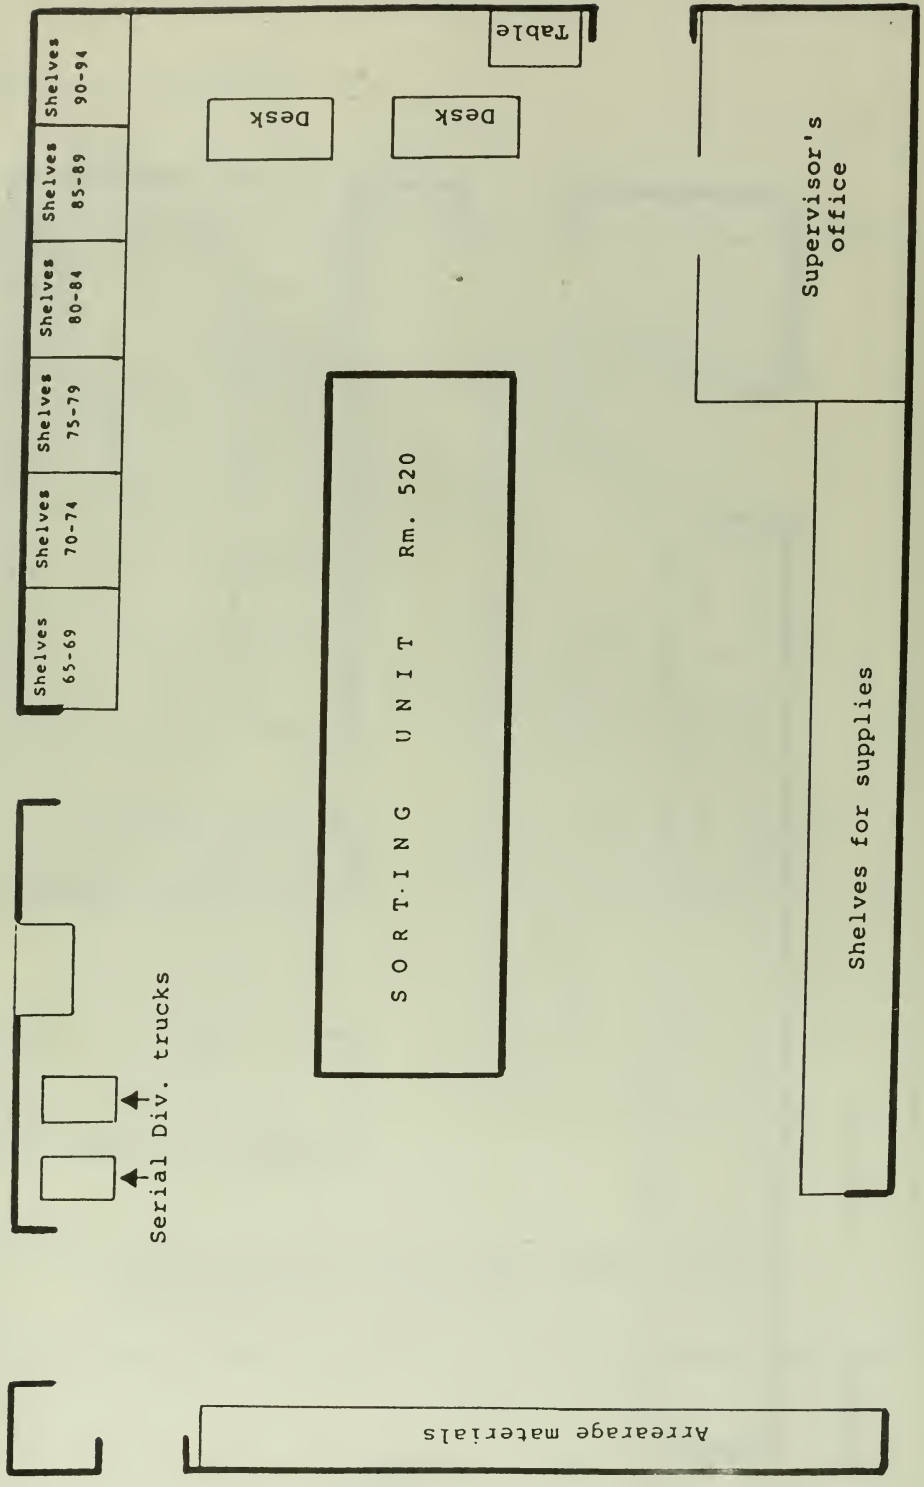 Shelves
65-69
Shelves
70-74
Shelves
75-79
Shelves
80-84
Shelves
85-89
Shelves
90-94
Serial Div. trucks
Desk
Desk
Table
SORTING UNIT Rm. 520
Supervisor's
office
Shelves for supplies
Arrearage materials